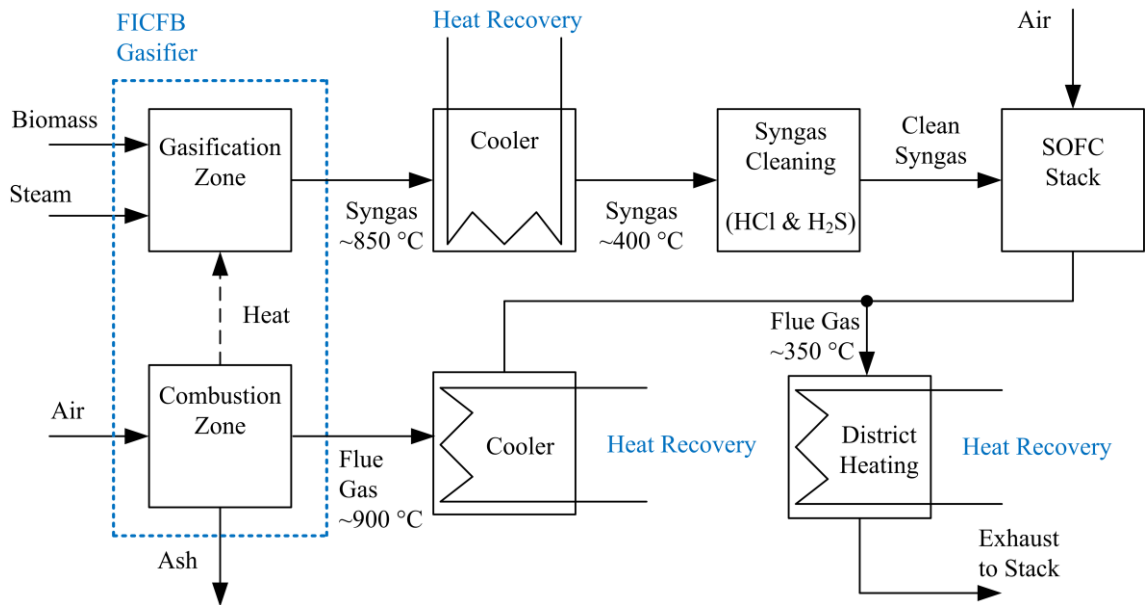 FICFB
Gasifier
Heat Recovery
Air
Biomass
Steam
Gasification
Zone
Cooler
Syngas
Cleaning
(HCl & H₂S)
Clean
Syngas
SOFC
Stack
Syngas
~850 °C
Syngas
~400 °C
Heat
Flue Gas
~350 °C
Air
Combustion
Zone
Flue
Gas
~900 °C
Cooler
Heat Recovery
District
Heating
Heat Recovery
Ash
Exhaust
to Stack